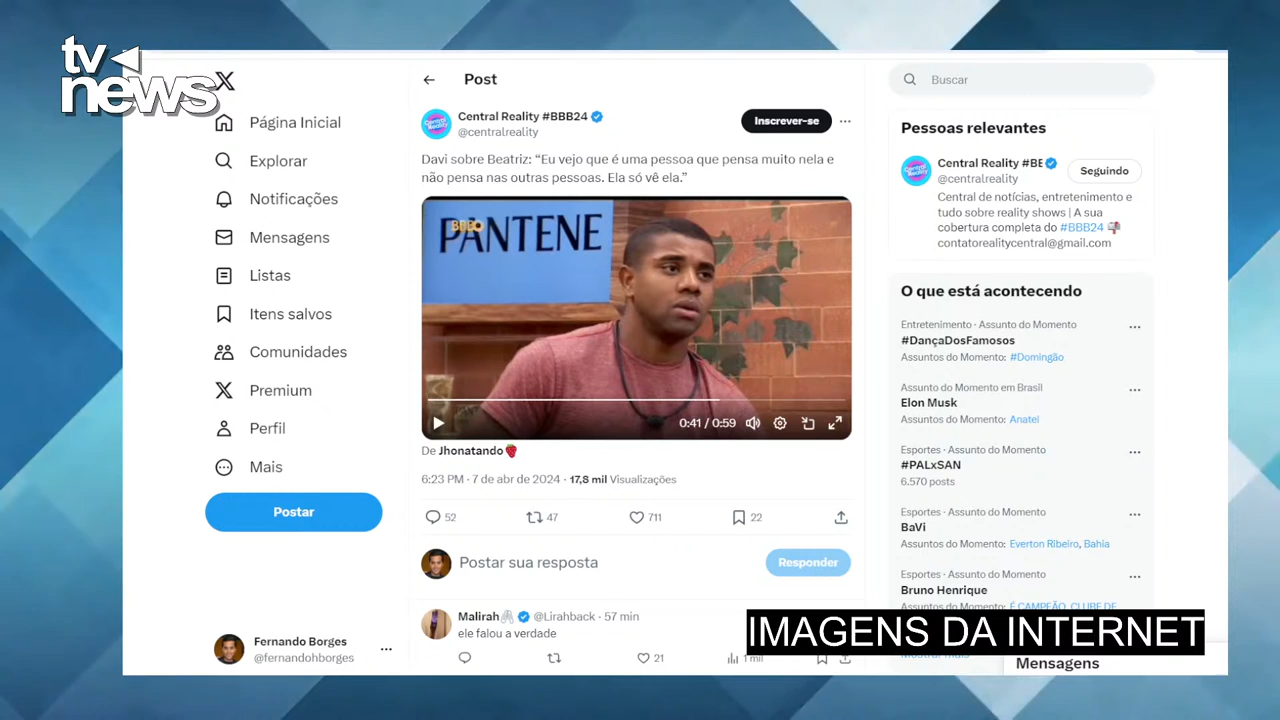 tv
news
Página Inicial
Explorar
Notificações
Mensagens
Listas
Itens salvos
Comunidades
Premium
Perfil
Mais
Postar
Fernando Borges
@fernandohborges
Post
Central Reality #BBB24
@centralreality
Inscrever-se
Davi sobre Beatriz: “Eu vejo que é uma pessoa que pensa muito nela e
não pensa nas outras pessoas. Ela só vê ela.”
PANTENE
0:41 / 0:59
De Jhonatando
6:23 PM · 7 de abr de 2024 · 17,8 mil Visualizações
52
47
711
22
Postar sua resposta
Responder
Malirah @Lirahback · 57 min
ele falou a verdade
21
1 mil
Buscar
Pessoas relevantes
Central Reality #BE
@centralreality
Seguindo
Central de notícias, entretenimento e
tudo sobre reality shows | A sua
cobertura completa do #BBB24
contatorealitycentral@gmail.com
O que está acontecendo
Entretenimento · Assunto do Momento
#DançaDosFamosos
Assuntos do Momento: #Domingão
Assunto do Momento em Brasil
Elon Musk
Assuntos do Momento: Anatel
Esportes · Assunto do Momento
#PALxSAN
6.570 posts
Esportes · Assunto do Momento
BaVi
Assuntos do Momento: Everton Ribeiro, Bahia
Esportes · Assunto do Momento
Bruno Henrique
Assuntos do Momento: É CAMPEÃO, CLUBE DE
IMAGENS DA INTERNET
Mostrar mais
Mensagens